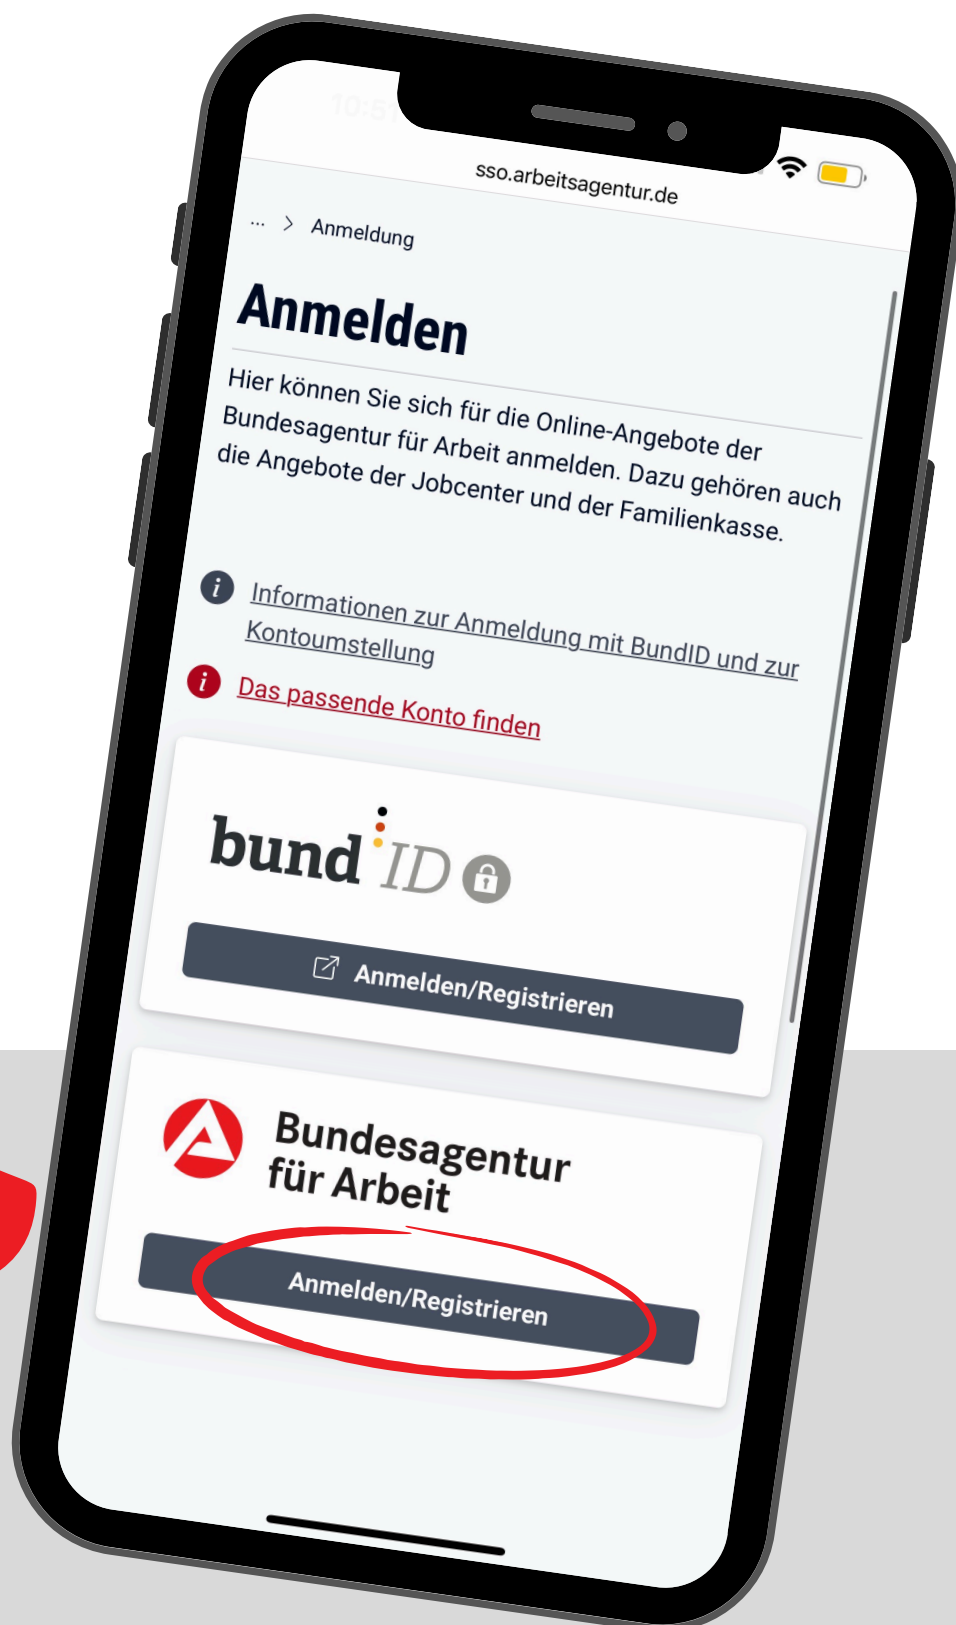 10:51
sso.arbeitsagentur.de
... > Anmeldung
Anmelden
Hier können Sie sich für die Online-Angebote der
Bundesagentur für Arbeit anmelden. Dazu gehören auch
die Angebote der Jobcenter und der Familienkasse.
Informationen zur Anmeldung mit BundID und zur
Kontoumstellung
Das passende Konto finden
bund ID
Anmelden/Registrieren
Bundesagentur
für Arbeit
Anmelden/Registrieren